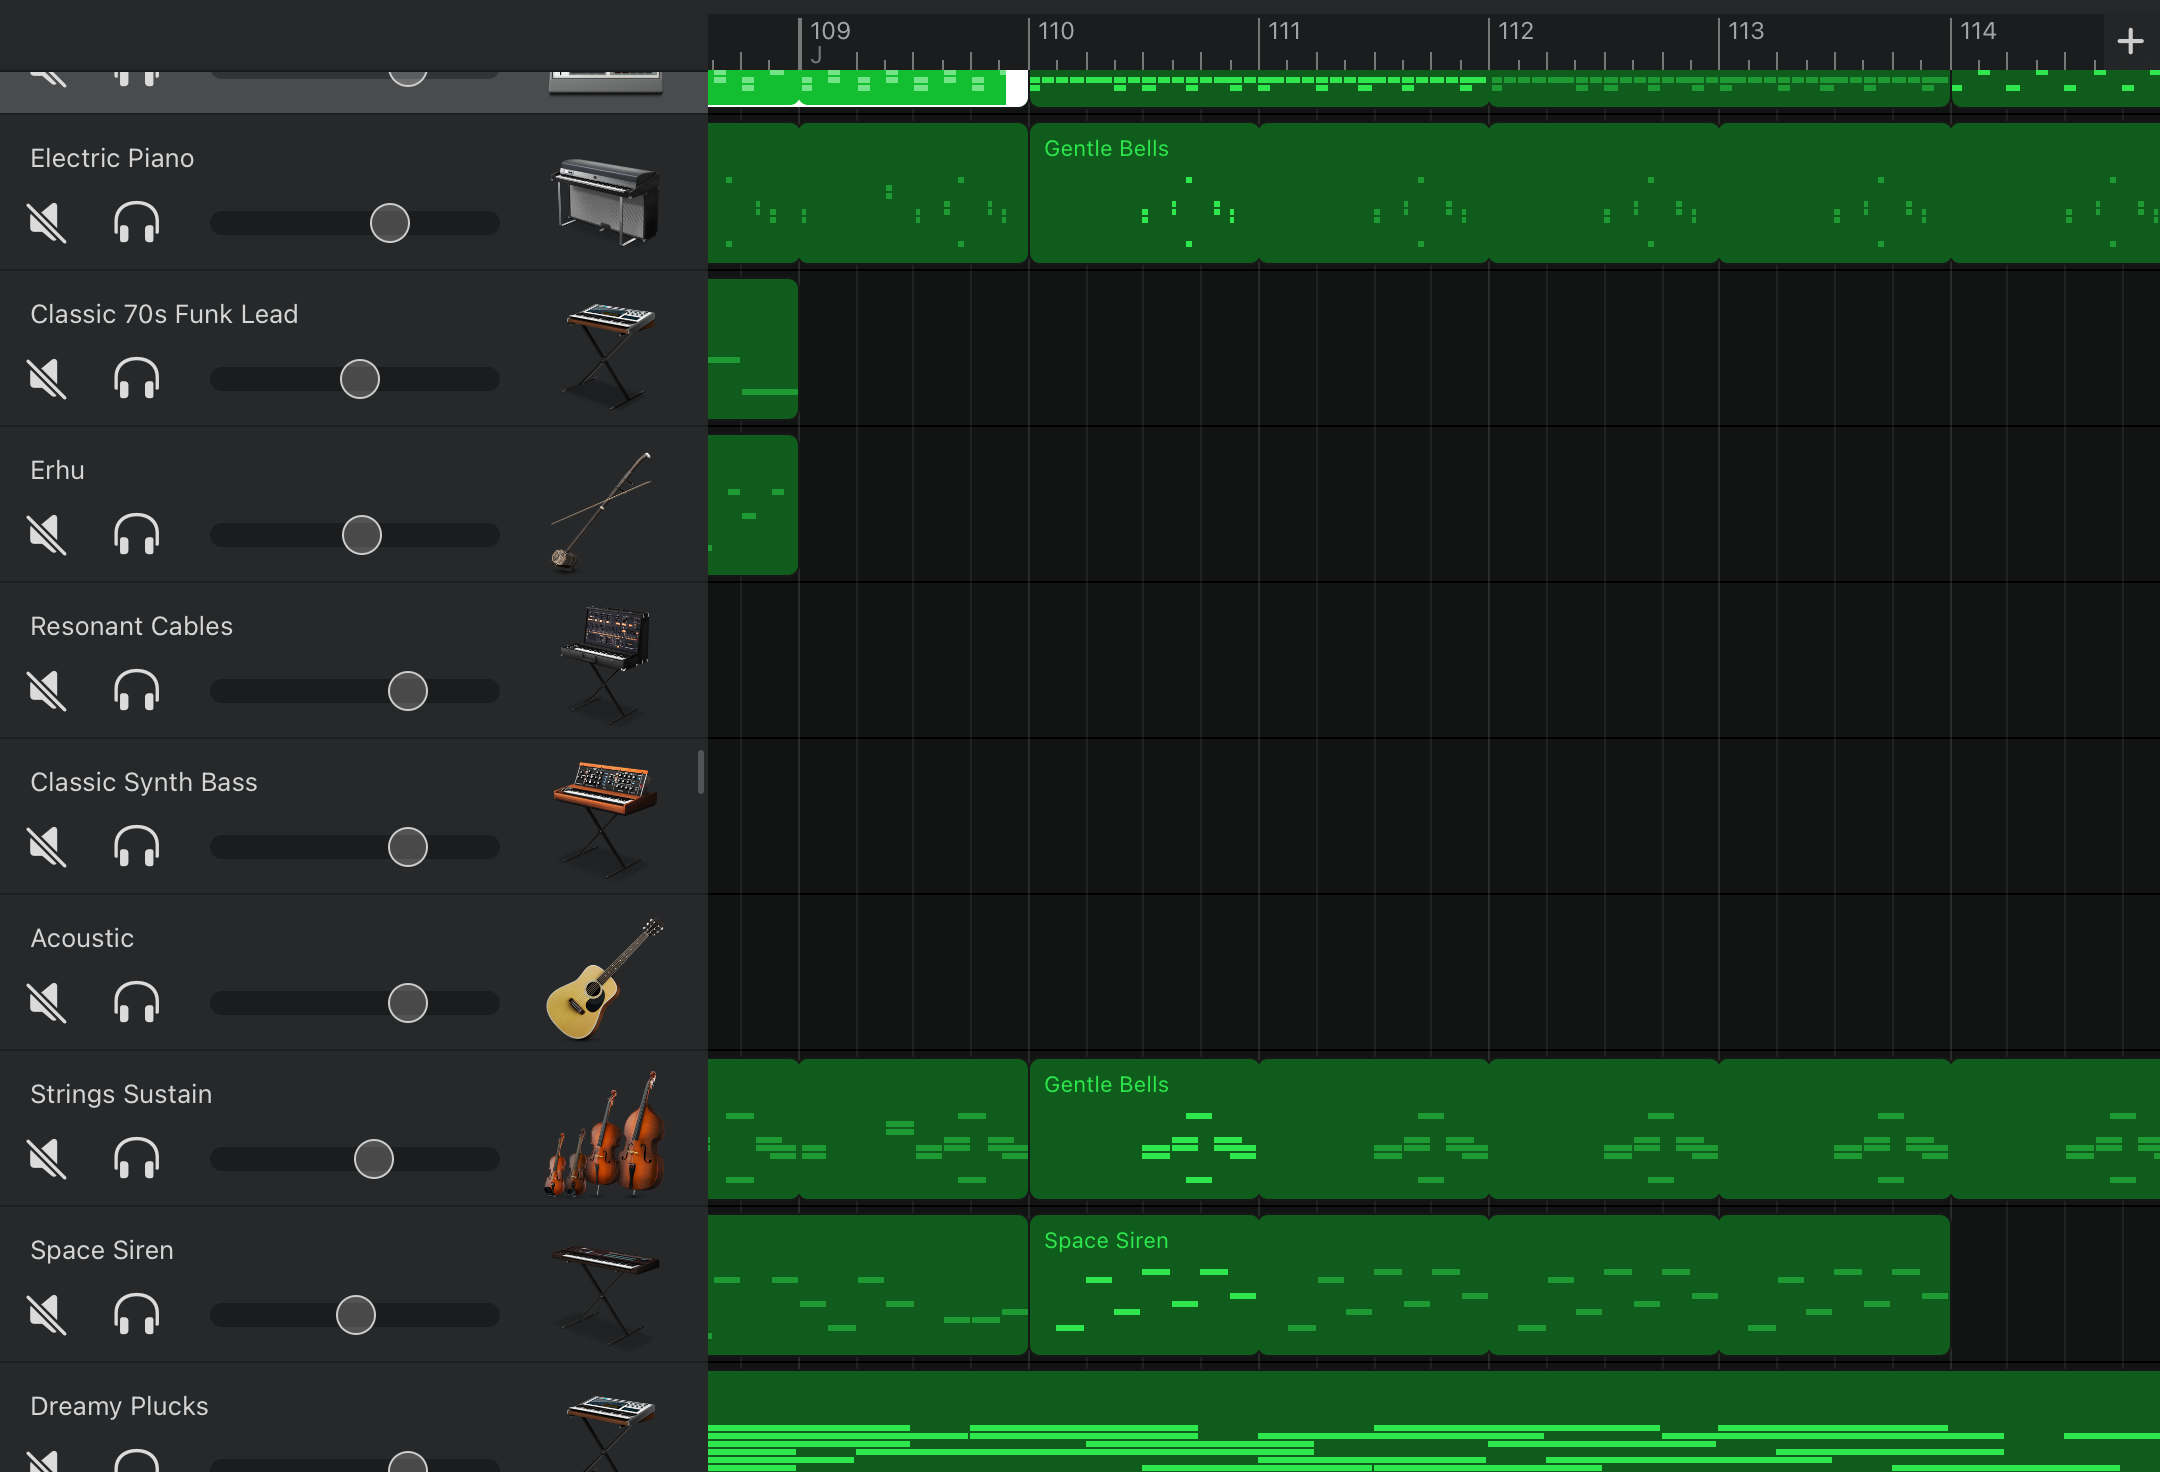 109
110
111
112
113
114
J
Electric Piano
Gentle Bells
Classic 70s Funk Lead
Erhu
Resonant Cables
Classic Synth Bass
Acoustic
Strings Sustain
Gentle Bells
Space Siren
Space Siren
Dreamy Plucks